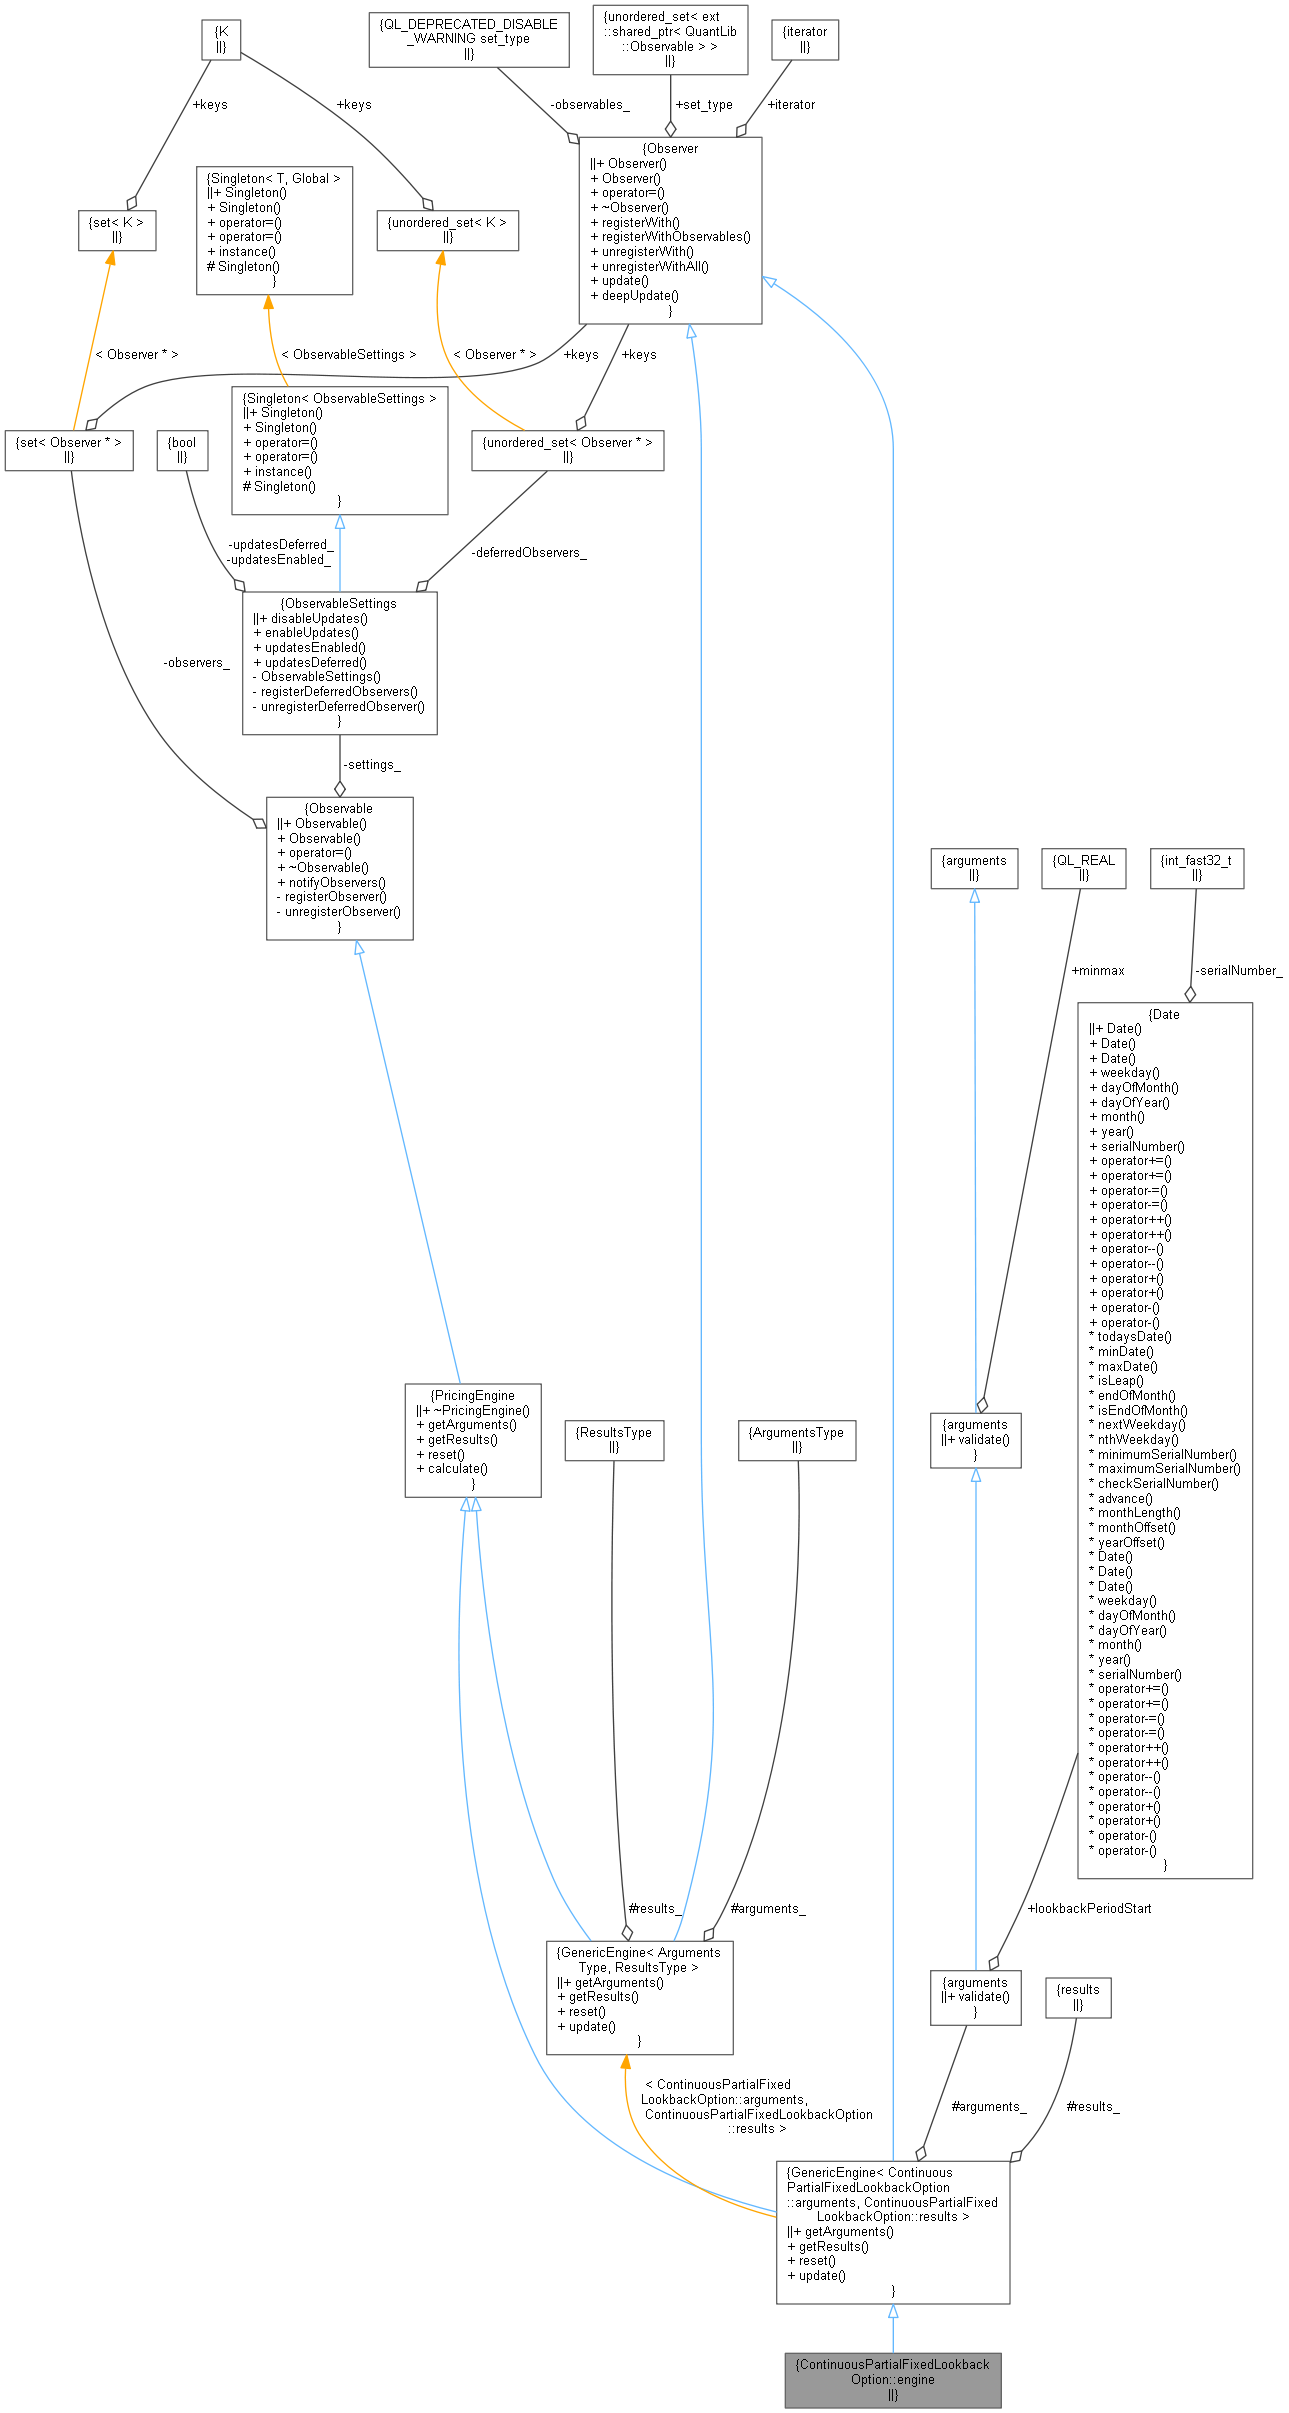 {K
||}
{QL_DEPRECATED_DISABLE
_WARNING set_type
||}
{unordered_set< ext
::shared_ptr< QuantLib
::Observable > >
||}
{iterator
||}
+keys
+keys
-observables_
+set_type
+iterator
{set< K >
||}
{Singleton< T, Global >
||+ Singleton()
+ Singleton()
+ operator=()
+ operator=()
+ instance()
# Singleton()
}
{unordered_set< K >
||}
{Observer
||+ Observer()
+ Observer()
+ operator=()
+ ~Observer()
+ registerWith()
+ registerWithObservables()
+ unregisterWith()
+ unregisterWithAll()
+ update()
+ deepUpdate()
}
< Observer * >
< ObservableSettings >
< Observer * >
+keys
+keys
{set< Observer * >
||}
{bool
||}
{Singleton< ObservableSettings >
||+ Singleton()
+ Singleton()
+ operator=()
+ operator=()
+ instance()
# Singleton()
}
{unordered_set< Observer * >
||}
-updatesDeferred_
-updatesEnabled_
-deferredObservers_
-observers_
{ObservableSettings
||+ disableUpdates()
+ enableUpdates()
+ updatesEnabled()
+ updatesDeferred()
- ObservableSettings()
- registerDeferredObservers()
- unregisterDeferredObserver()
}
-settings_
{Observable
||+ Observable()
+ Observable()
+ operator=()
+ ~Observable()
+ notifyObservers()
- registerObserver()
- unregisterObserver()
}
{arguments
||}
{QL_REAL
||}
{int_fast32_t
||}
+minmax
-serialNumber_
{Date
||+ Date()
+ Date()
+ Date()
+ weekday()
+ dayOfMonth()
+ dayOfYear()
+ month()
+ year()
+ serialNumber()
+ operator+=()
+ operator+=()
+ operator-=()
+ operator-=()
+ operator++()
+ operator++()
+ operator--()
+ operator--()
+ operator+()
+ operator+()
+ operator-()
+ operator-()
* todaysDate()
* minDate()
* maxDate()
* isLeap()
* endOfMonth()
* isEndOfMonth()
* nextWeekday()
* nthWeekday()
* minimumSerialNumber()
* maximumSerialNumber()
* checkSerialNumber()
* advance()
* monthLength()
* monthOffset()
* yearOffset()
* Date()
* Date()
* Date()
* weekday()
* dayOfMonth()
* dayOfYear()
* month()
* year()
* serialNumber()
* operator+=()
* operator+=()
* operator-=()
* operator-=()
* operator++()
* operator++()
* operator--()
* operator--()
* operator+()
* operator+()
* operator-()
* operator-()
}
{PricingEngine
||+ ~PricingEngine()
+ getArguments()
+ getResults()
+ reset()
+ calculate()
}
{ResultsType
||}
{ArgumentsType
||}
{arguments
||+ validate()
}
#results_
#arguments_
+lookbackPeriodStart
{GenericEngine< Arguments
Type, ResultsType >
||+ getArguments()
+ getResults()
+ reset()
+ update()
}
{arguments
||+ validate()
}
{results
||}
< ContinuousPartialFixed
LookbackOption::arguments,
ContinuousPartialFixedLookbackOption
::results >
#arguments_
#results_
{GenericEngine< Continuous
PartialFixedLookbackOption
::arguments, ContinuousPartialFixed
LookbackOption::results >
||+ getArguments()
+ getResults()
+ reset()
+ update()
}
{ContinuousPartialFixedLookback
Option::engine
||}